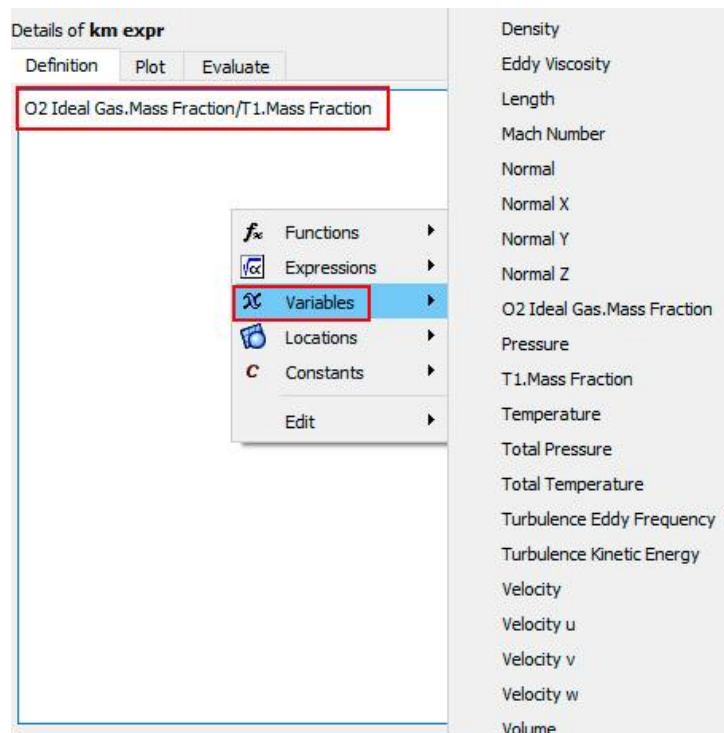 Details of km expr
Definition Plot Evaluate
O2 Ideal Gas.Mass Fraction/T1.Mass Fraction
fx Functions
√α Expressions
Variables
Locations
C Constants
Edit
Density
Eddy Viscosity
Length
Mach Number
Normal
Normal X
Normal Y
Normal Z
O2 Ideal Gas.Mass Fraction
Pressure
T1.Mass Fraction
Temperature
Total Pressure
Total Temperature
Turbulence Eddy Frequency
Turbulence Kinetic Energy
Velocity
Velocity u
Velocity v
Velocity w
Volume